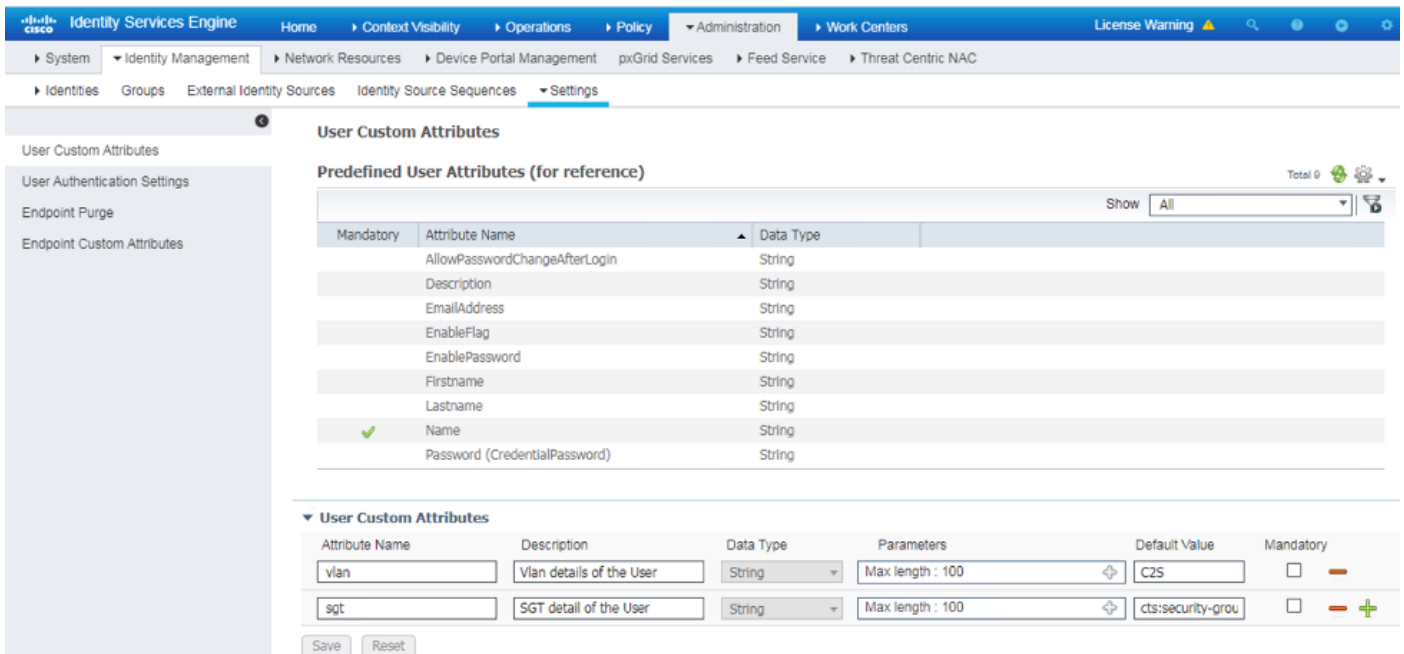 cisco Identity Services Engine Home Context Visibility Operations Policy Administration Work Centers License Warning
System Identity Management Network Resources Device Portal Management pxGrid Services Feed Service Threat Centric NAC
Identities Groups External Identity Sources Identity Source Sequences Settings
User Custom Attributes
User Authentication Settings
Endpoint Purge
Endpoint Custom Attributes
User Custom Attributes
Predefined User Attributes (for reference) Total 9
Show All
Mandatory Attribute Name Data Type
AllowPasswordChangeAfterLogin String
Description String
EmailAddress String
EnableFlag String
EnablePassword String
Firstname String
Lastname String
Name String
Password (CredentialPassword) String
User Custom Attributes
Attribute Name Description Data Type Parameters Default Value Mandatory
vlan Vlan details of the User String Max length : 100 C2S
sgt SGT detail of the User String Max length : 100 cts:security-grou
Save Reset